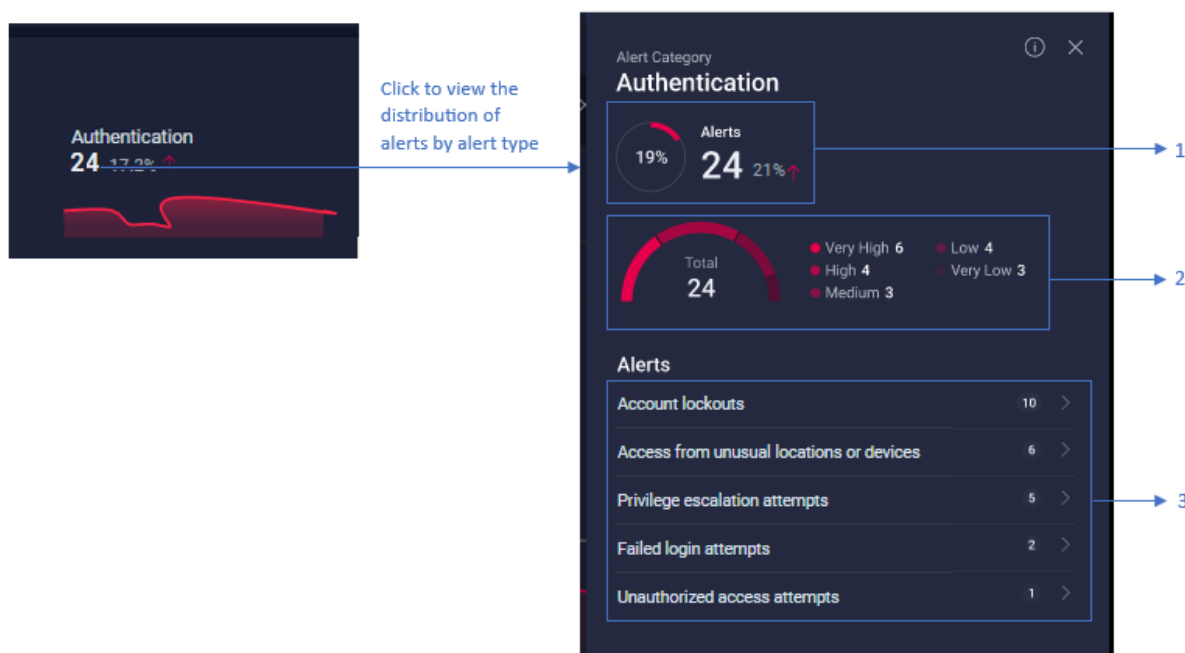 Authentication
24 17.2%
Click to view the
distribution of
alerts by alert type
Alert Category
Authentication
19%
Alerts
24 21%
1
Total
24
Very High 6
Low 4
High 4
Very Low 3
Medium 3
2
Alerts
Account lockouts 10
Access from unusual locations or devices 6
Privilege escalation attempts 5
3
Failed login attempts 2
Unauthorized access attempts 1